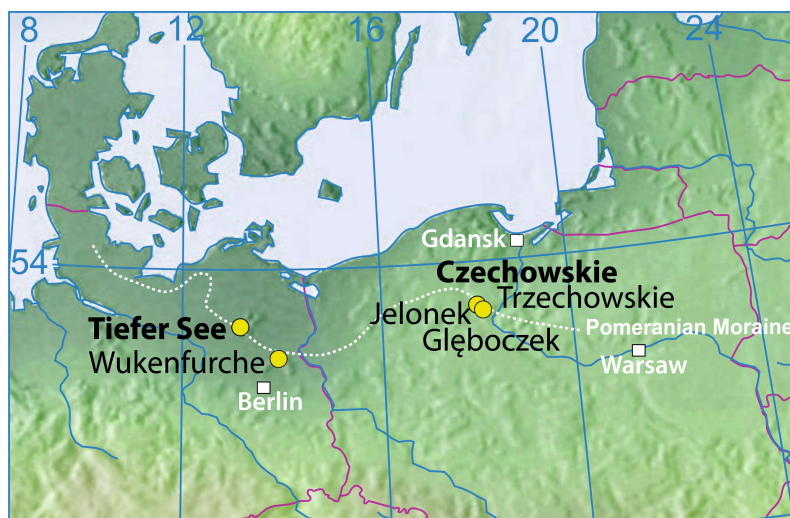 8 12 16 20 24
Gdansk
54
Czechowskie
Trzechowskie
Jelonek
Tiefer See
Pomeranian Moraine
Głęboczek
Wukenfurche
Warsaw
Berlin